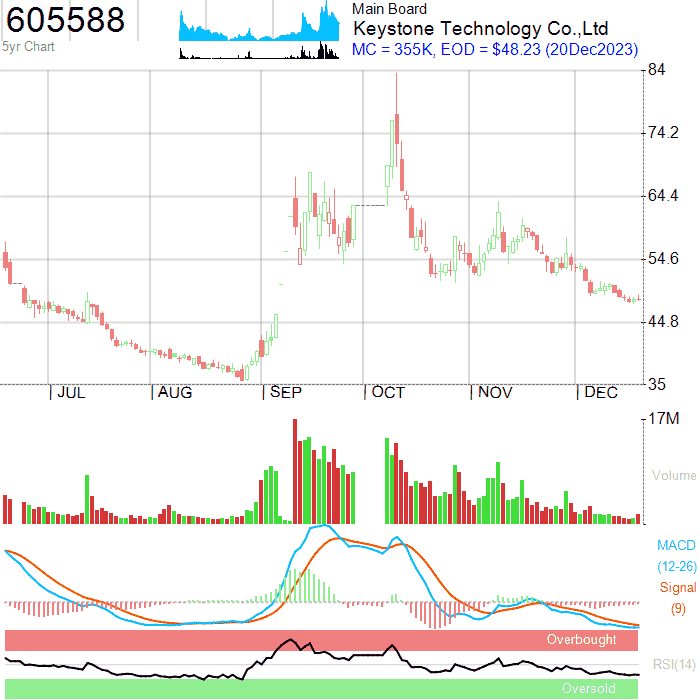 605588
5yr Chart
Main Board
Keystone Technology Co.,Ltd
MC = 355K, EOD = $48.23 (20Dec2023)
84
74.2
64.4
54.6
44.8
35
JUL AUG SEP OCT NOV DEC
17M
Volume
MACD
(12-26)
Signal
(9)
Overbought
RSI(14)
Oversold